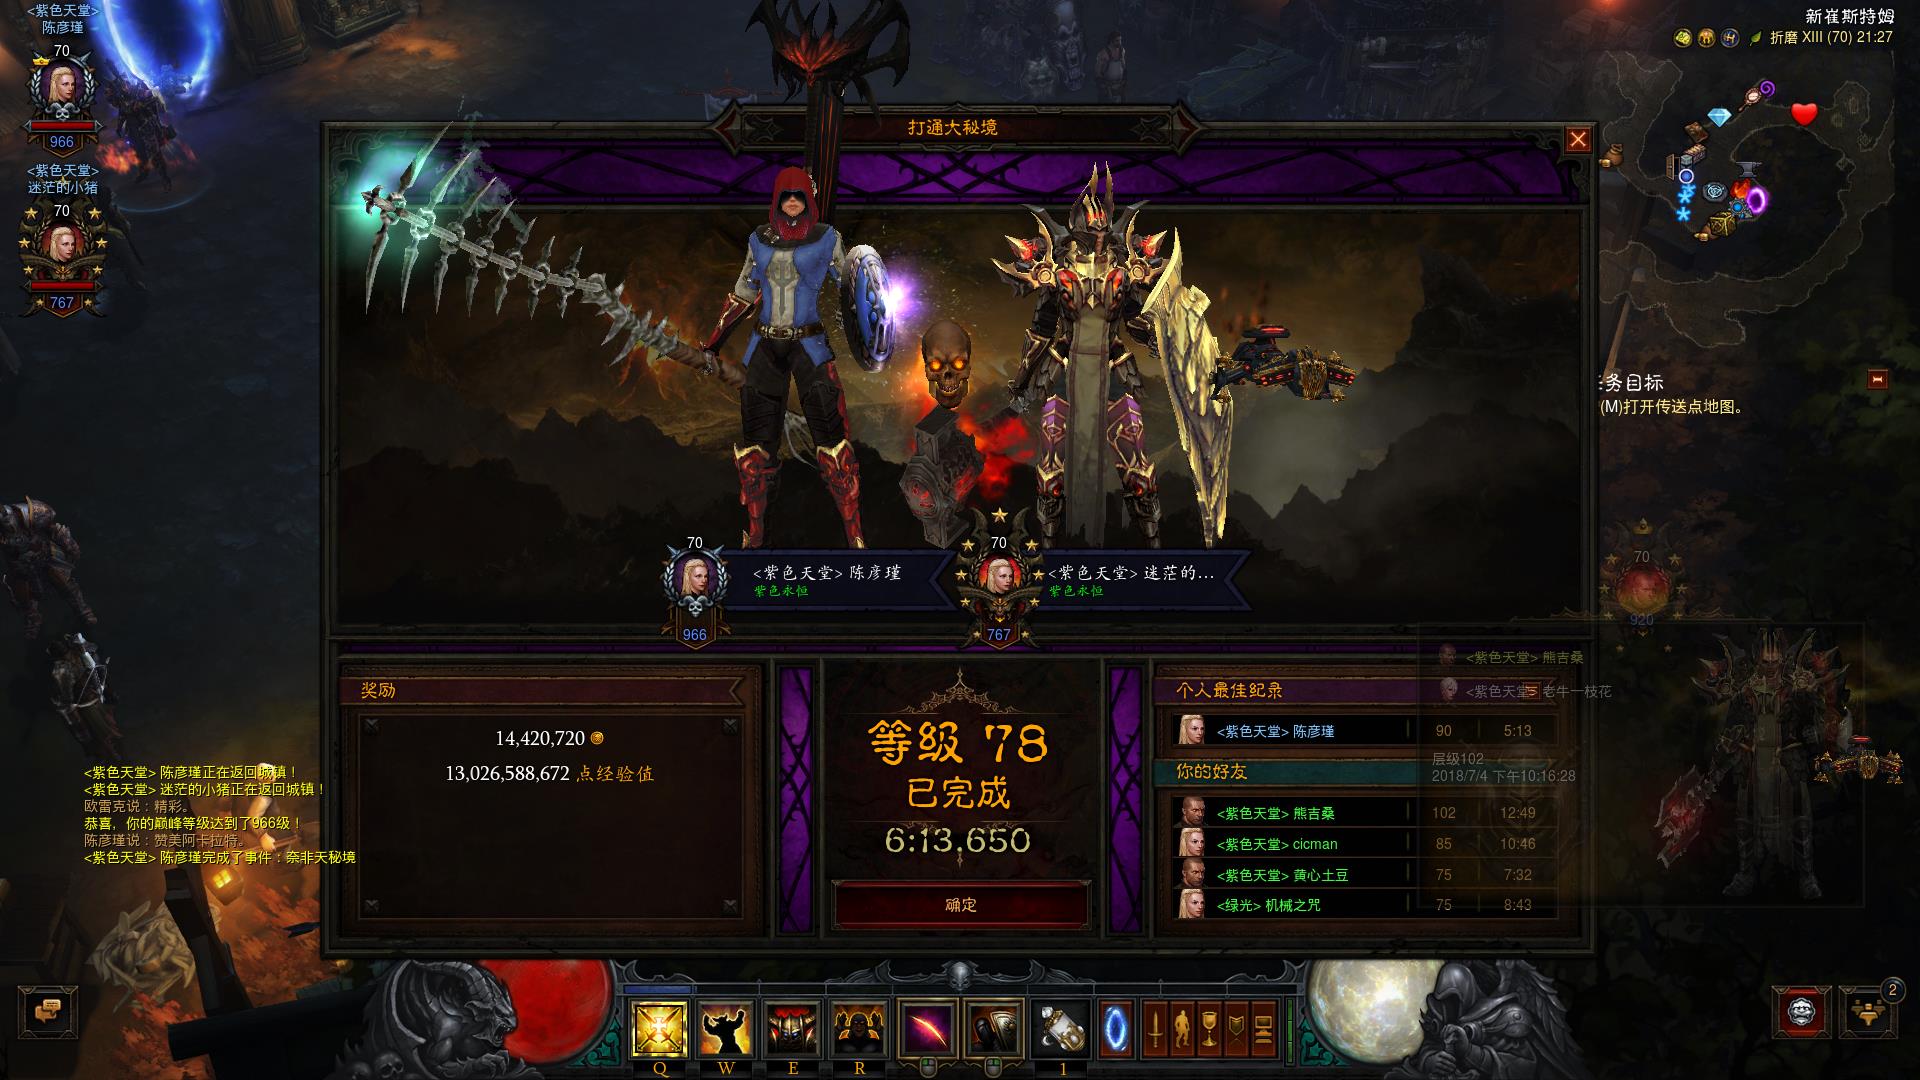 <紫色天堂>
陈彦瑾
70
966
<紫色天堂>
迷茫的小猪
70
767
新崔斯特姆
折磨 XIII (70) 21:27
打通大秘境
务目标
(M)打开传送点地图。
70
<紫色天堂> 陈彦瑾
紫色永恒
966
70
<紫色天堂> 迷茫的...
紫色永恒
767
70
920
<紫色天堂> 熊吉桑
<紫色天堂> 老牛一枝花
奖励
14,420,720
13,026,588,672 点经验值
等级 78
已完成
6:13.650
确定
个人最佳纪录
<紫色天堂> 陈彦瑾 90 5:13
层级102
2018/7/4 下午10:16:28
你的好友
<紫色天堂> 熊吉桑 102 12:49
<紫色天堂> cicman 85 10:46
<紫色天堂> 黄心土豆 75 7:32
<绿光> 机械之咒 75 8:43
<紫色天堂> 陈彦瑾正在返回城镇！
<紫色天堂> 迷茫的小猪正在返回城镇！
欧雷克说：精彩。
恭喜，你的巅峰等级达到了966级！
陈彦瑾说：赞美阿卡拉特。
<紫色天堂> 陈彦瑾完成了事件：奈非天秘境
Q W E R 1
2